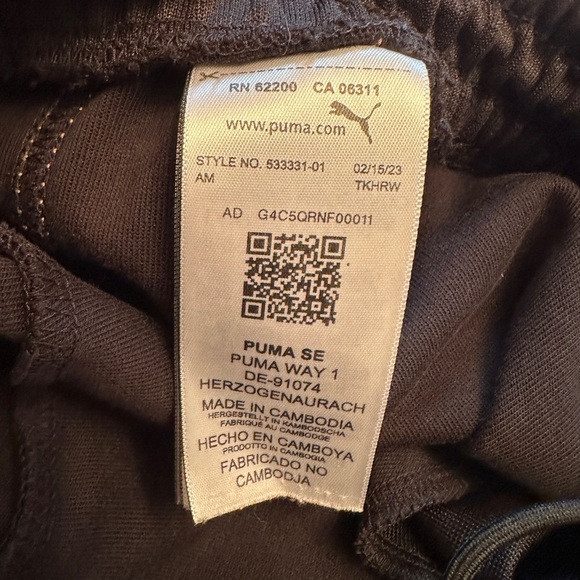 RN 62200 CA 06311
www.puma.com
STYLE NO. 533331-01 02/15/23
AM TKHRW
AD G4C5QRNF00011
PUMA SE
PUMA WAY 1
DE-91074
HERZOGENAURACH
MADE IN CAMBODIA
HERGESTELLT IN KAMBODSCHA
FABRIQUÉ AU CAMBODGE
HECHO EN CAMBOYA
PRODOTTO IN CAMBOGIA
FABRICADO NO
CAMBODJA